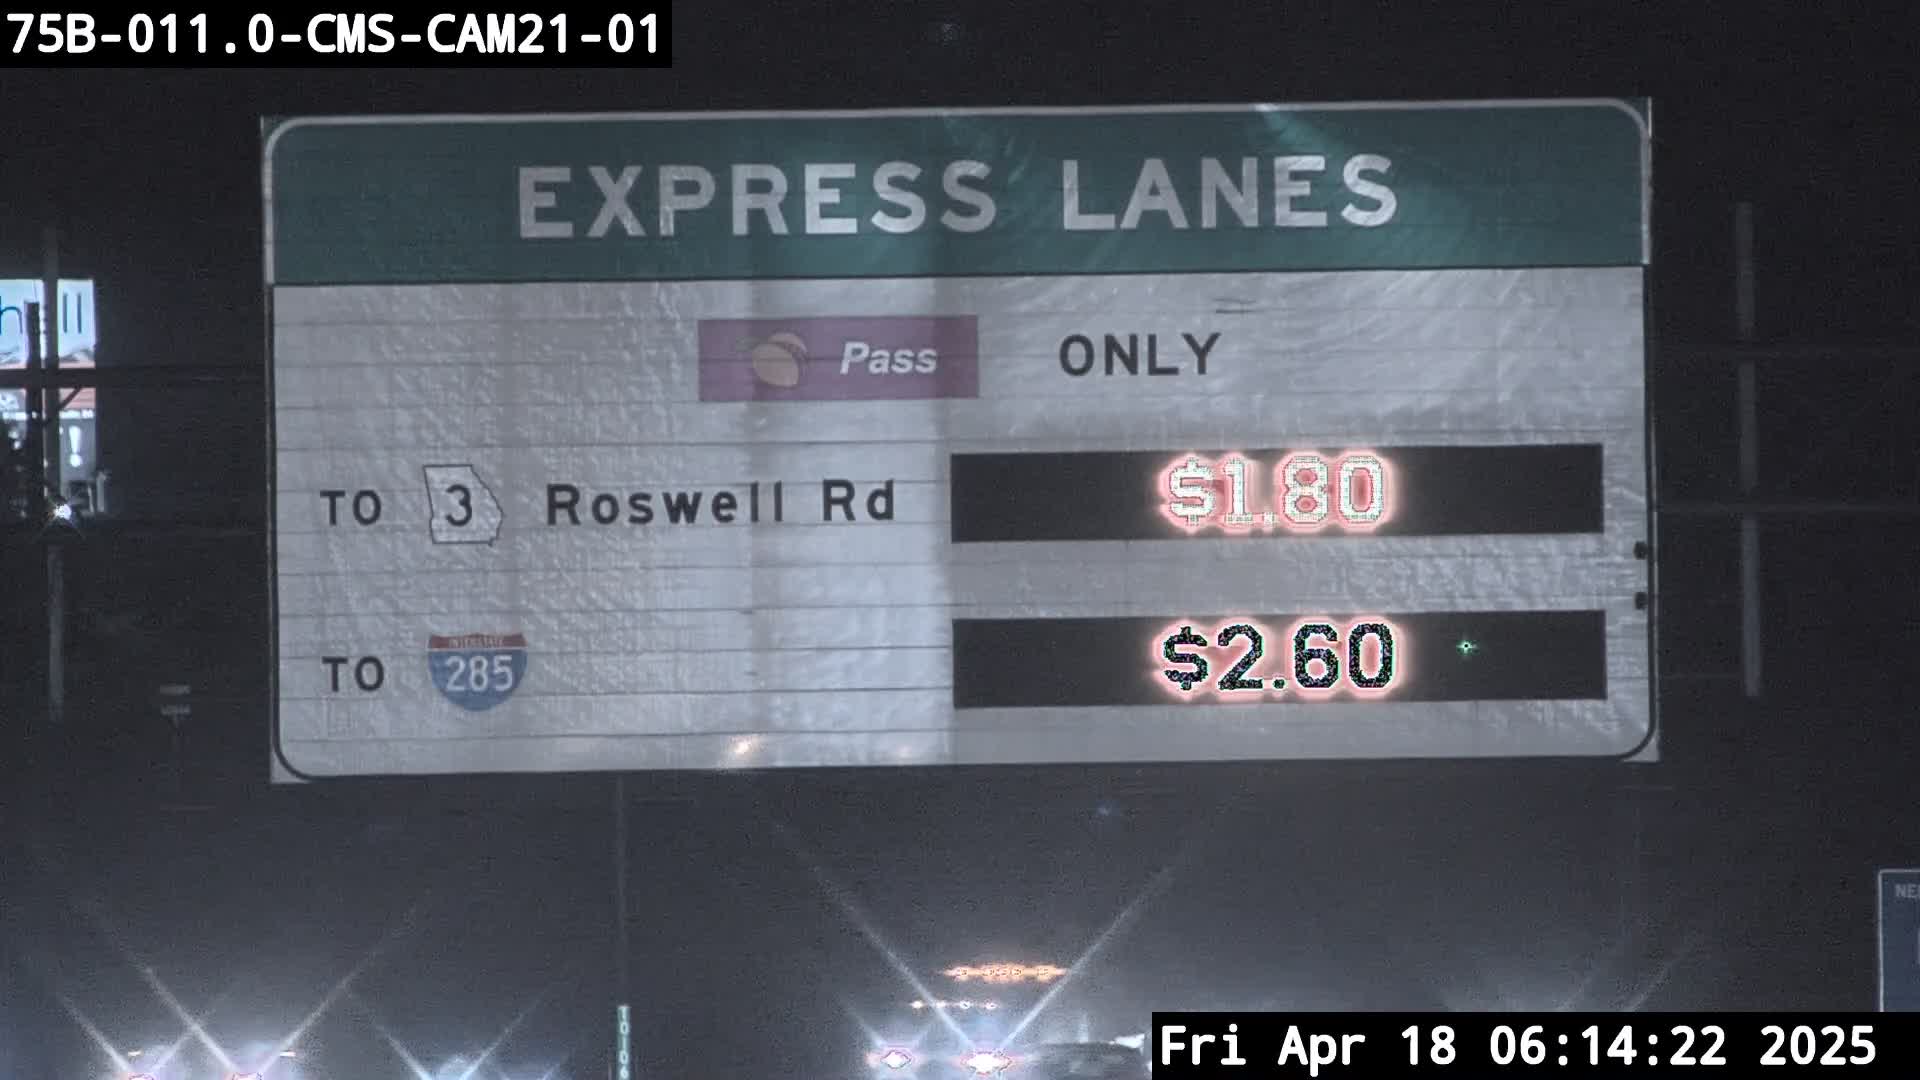 75B-011.0-CMS-CAM21-01
EXPRESS LANES
Pass ONLY
TO 3 Roswell Rd $1.80
INTERSTATE
TO 285 $2.60
Fri Apr 18 06:14:22 2025